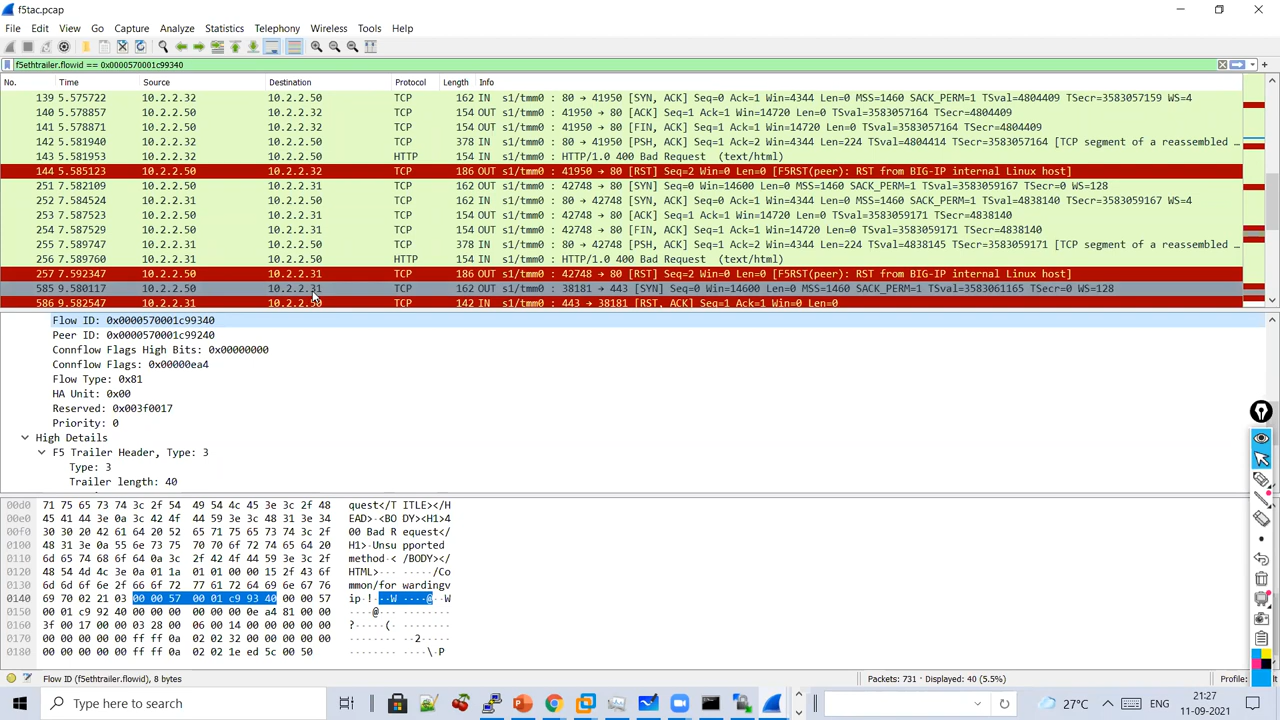 f5tac.pcap
File Edit View Go Capture Analyze Statistics Telephony Wireless Tools Help
f5ethtrailer.flowid == 0x0000570001c99340
No. Time Source Destination Protocol Length Info
139 5.575722 10.2.2.32 10.2.2.50 TCP 162 IN s1/tmm0 : 80 → 41950 [SYN, ACK] Seq=0 Ack=1 Win=4344 Len=0 MSS=1460 SACK_PERM=1 TSval=4804409 TSecr=3583057159 WS=4
140 5.578857 10.2.2.50 10.2.2.32 TCP 154 OUT s1/tmm0 : 41950 → 80 [ACK] Seq=1 Ack=1 Win=14720 Len=0 TSval=3583057164 TSecr=4804409
141 5.578871 10.2.2.50 10.2.2.32 TCP 154 OUT s1/tmm0 : 41950 → 80 [FIN, ACK] Seq=1 Ack=1 Win=14720 Len=0 TSval=3583057164 TSecr=4804409
142 5.581940 10.2.2.32 10.2.2.50 TCP 378 IN s1/tmm0 : 80 → 41950 [PSH, ACK] Seq=1 Ack=2 Win=4344 Len=224 TSval=4804414 TSecr=3583057164 [TCP segment of a reassembled …
143 5.581953 10.2.2.32 10.2.2.50 HTTP 154 IN s1/tmm0 : HTTP/1.0 400 Bad Request (text/html)
144 5.585123 10.2.2.50 10.2.2.32 TCP 186 OUT s1/tmm0 : 41950 → 80 [RST] Seq=2 Win=0 Len=0 [F5RST(peer): RST from BIG-IP internal Linux host]
251 7.582109 10.2.2.50 10.2.2.31 TCP 162 OUT s1/tmm0 : 42748 → 80 [SYN] Seq=0 Win=14600 Len=0 MSS=1460 SACK_PERM=1 TSval=3583059167 TSecr=0 WS=128
252 7.584524 10.2.2.31 10.2.2.50 TCP 162 IN s1/tmm0 : 80 → 42748 [SYN, ACK] Seq=0 Ack=1 Win=4344 Len=0 MSS=1460 SACK_PERM=1 TSval=4838140 TSecr=3583059167 WS=4
253 7.587523 10.2.2.50 10.2.2.31 TCP 154 OUT s1/tmm0 : 42748 → 80 [ACK] Seq=1 Ack=1 Win=14720 Len=0 TSval=3583059171 TSecr=4838140
254 7.587529 10.2.2.50 10.2.2.31 TCP 154 OUT s1/tmm0 : 42748 → 80 [FIN, ACK] Seq=1 Ack=1 Win=14720 Len=0 TSval=3583059171 TSecr=4838140
255 7.589747 10.2.2.31 10.2.2.50 TCP 378 IN s1/tmm0 : 80 → 42748 [PSH, ACK] Seq=1 Ack=2 Win=4344 Len=224 TSval=4838145 TSecr=3583059171 [TCP segment of a reassembled …
256 7.589760 10.2.2.31 10.2.2.50 HTTP 154 IN s1/tmm0 : HTTP/1.0 400 Bad Request (text/html)
257 7.592347 10.2.2.50 10.2.2.31 TCP 186 OUT s1/tmm0 : 42748 → 80 [RST] Seq=2 Win=0 Len=0 [F5RST(peer): RST from BIG-IP internal Linux host]
585 9.580117 10.2.2.50 10.2.2.31 TCP 162 OUT s1/tmm0 : 38181 → 443 [SYN] Seq=0 Win=14600 Len=0 MSS=1460 SACK_PERM=1 TSval=3583061165 TSecr=0 WS=128
586 9.582547 10.2.2.31 10.2.2.50 TCP 142 IN s1/tmm0 : 443 → 38181 [RST, ACK] Seq=1 Ack=1 Win=0 Len=0
Flow ID: 0x0000570001c99340
Peer ID: 0x0000570001c99240
Connflow Flags High Bits: 0x00000000
Connflow Flags: 0x00000ea4
Flow Type: 0x81
HA Unit: 0x00
Reserved: 0x003f0017
Priority: 0
High Details
F5 Trailer Header, Type: 3
Type: 3
Trailer length: 40
00d0 71 75 65 73 74 3c 2f 54 49 54 4c 45 3e 3c 2f 48 quest</T ITLE></H
00e0 45 41 44 3e 0a 3c 42 4f 44 59 3e 3c 48 31 3e 34 EAD>·<BO DY><H1>4
00f0 30 30 20 42 61 64 20 52 65 71 75 65 73 74 3c 2f 00 Bad R equest</
0100 48 31 3e 0a 55 6e 73 75 70 70 6f 72 74 65 64 20 H1>·Unsu pported
0110 6d 65 74 68 6f 64 0a 3c 2f 42 4f 44 59 3e 3c 2f method·< /BODY></
0120 48 54 4d 4c 3e 0a 01 1a 01 01 00 00 15 2f 43 6f HTML>··· ·····/Co
0130 6d 6d 6f 6e 2f 66 6f 72 77 61 72 64 69 6e 67 76 mmon/for wardingv
0140 69 70 02 21 03 00 00 57 00 01 c9 93 40 00 00 57 ip·!···W ····@··W
0150 00 01 c9 92 40 00 00 00 00 00 00 0e a4 81 00 00 ····@··· ········
0160 3f 00 17 00 00 03 28 00 06 00 14 00 00 00 00 00 ?·····(· ········
0170 00 00 00 00 00 ff ff 0a 02 02 32 00 00 00 00 00 ········ ··2·····
0180 00 00 00 00 00 ff ff 0a 02 02 1e ed 5c 00 50 ········ ····\·P
Flow ID (f5ethtrailer.flowid), 8 bytes
Packets: 731 · Displayed: 40 (5.5%)
Profile:
Type here to search
27°C
ENG
21:27
11-09-2021